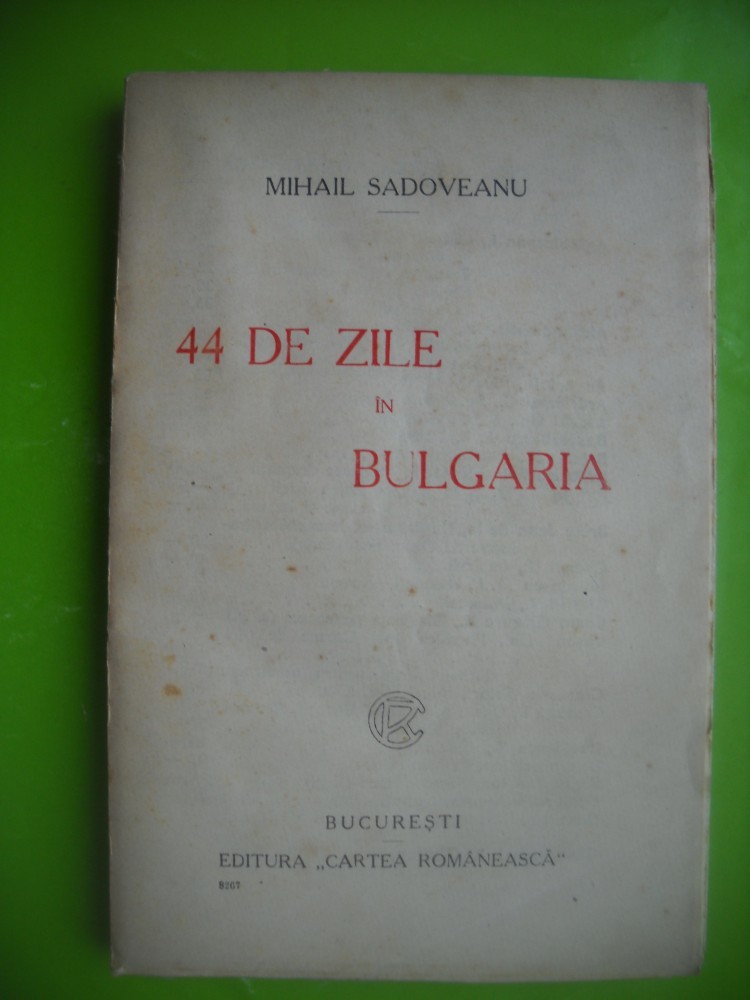 MIHAIL SADOVEANU
44 DE ZILE
ÎN
BULGARIA
BUCUREȘTI
EDITURA „CARTEA ROMÂNEASCĂ“